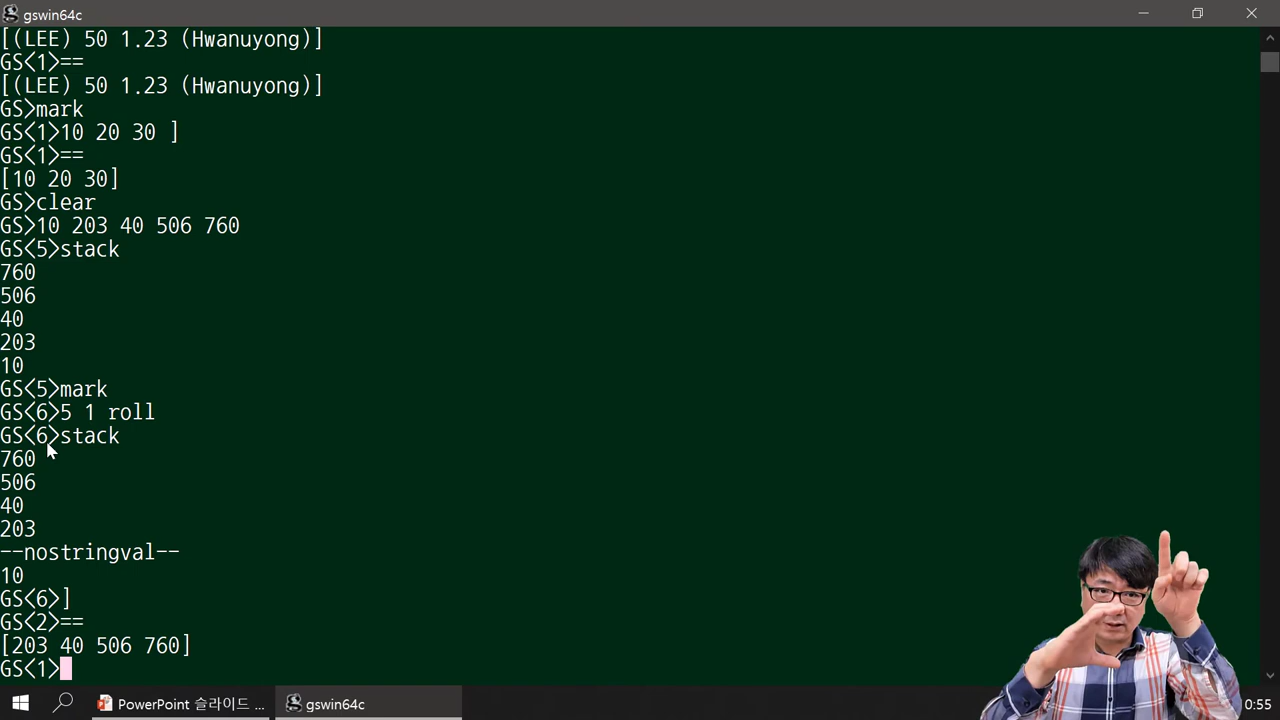 gswin64c
[(LEE) 50 1.23 (Hwanuyong)]
GS<1>==
[(LEE) 50 1.23 (Hwanuyong)]
GS>mark
GS<1>10 20 30 ]
GS<1>==
[10 20 30]
GS>clear
GS>10 203 40 506 760
GS<5>stack
760
506
40
203
10
GS<5>mark
GS<6>5 1 roll
GS<6>stack
760
506
40
203
--nostringval--
10
GS<6>]
GS<2>==
[203 40 506 760]
GS<1>
PowerPoint 슬라이드 ...
gswin64c
0:55